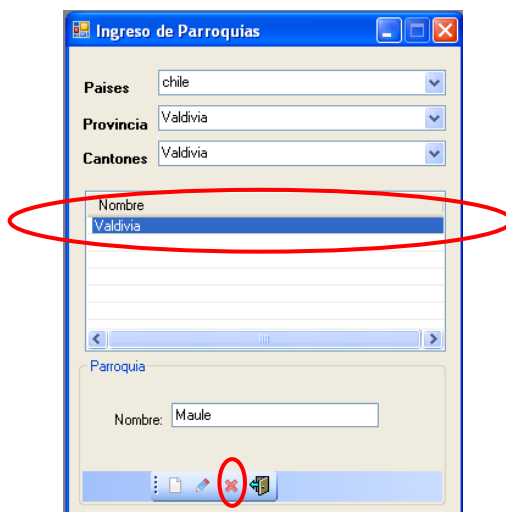 Ingreso de Parroquias
Paises chile
Provincia Valdivia
Cantones Valdivia
Nombre
Valdivia
Parroquia
Nombre: Maule